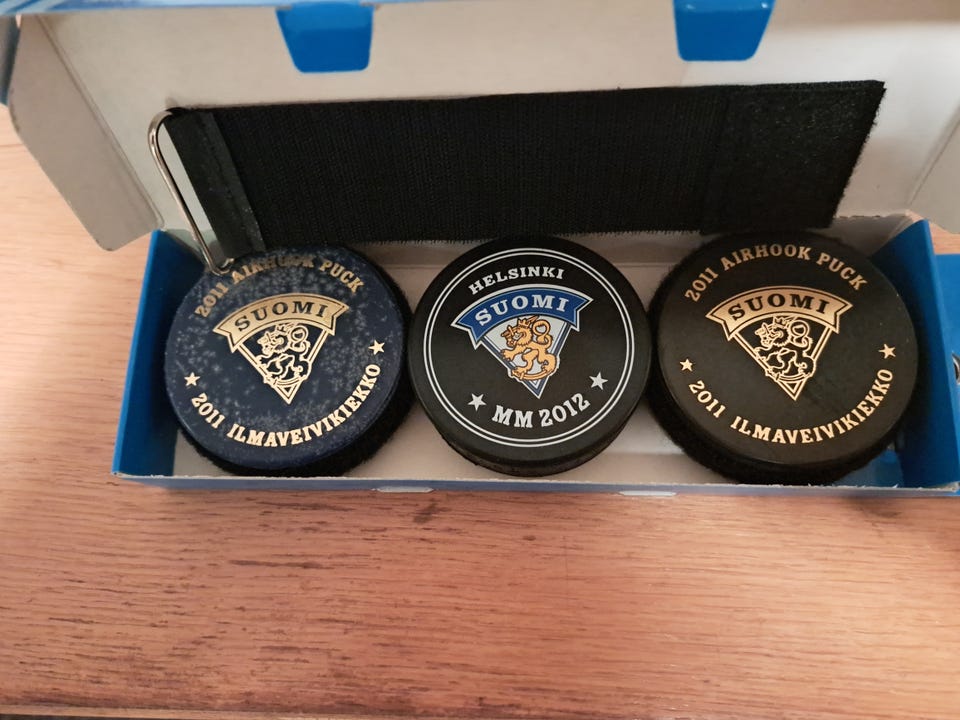 2011 AIRHOOK PUCK
SUOMI
2011 ILMAVEIVIKIEKKO
HELSINKI
SUOMI
MM 2012
2011 AIRHOOK PUCK
SUOMI
2011 ILMAVEIVIKIEKKO